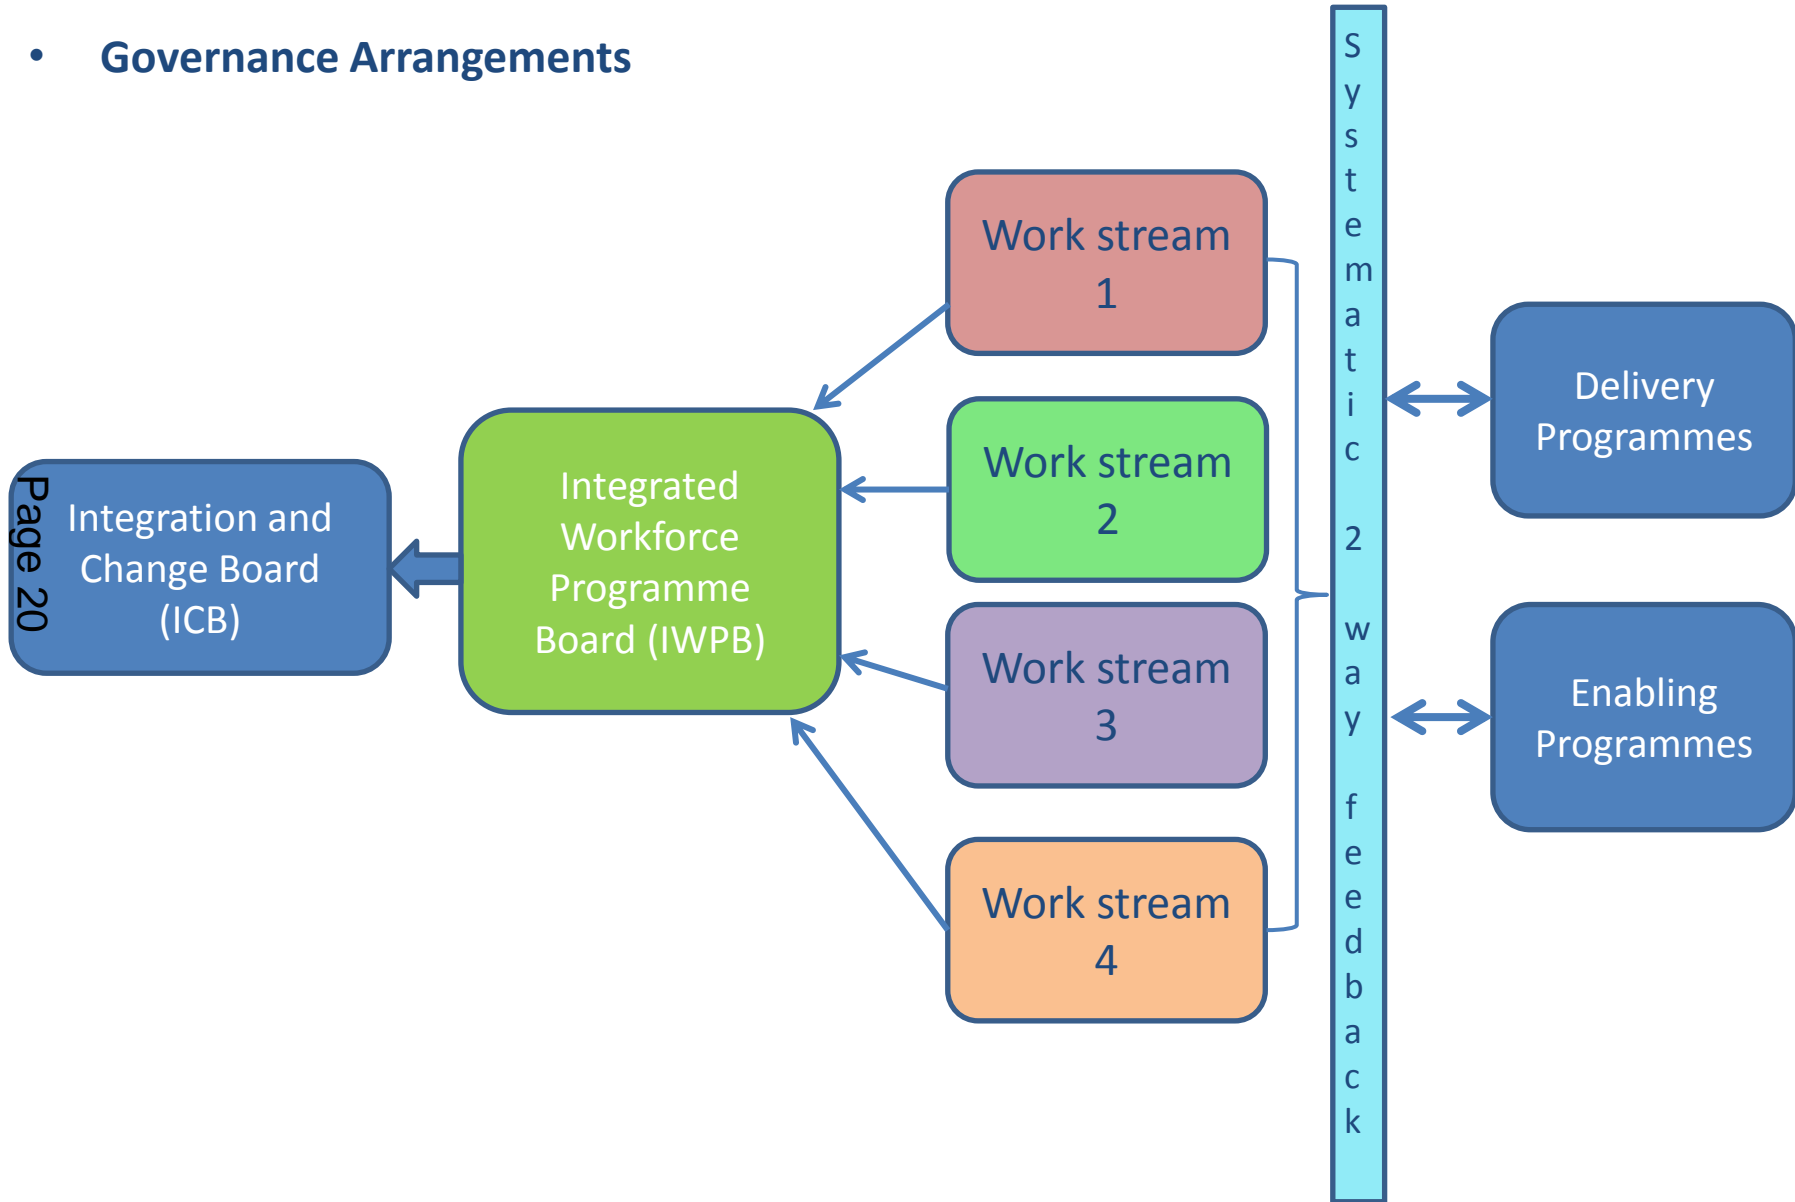 • Governance Arrangements
Page 20
Integration and
Change Board
(ICB)
Integrated
Workforce
Programme
Board (IWPB)
Work stream
1
Work stream
2
Work stream
3
Work stream
4
Systematic 2 way feedback
Delivery
Programmes
Enabling
Programmes